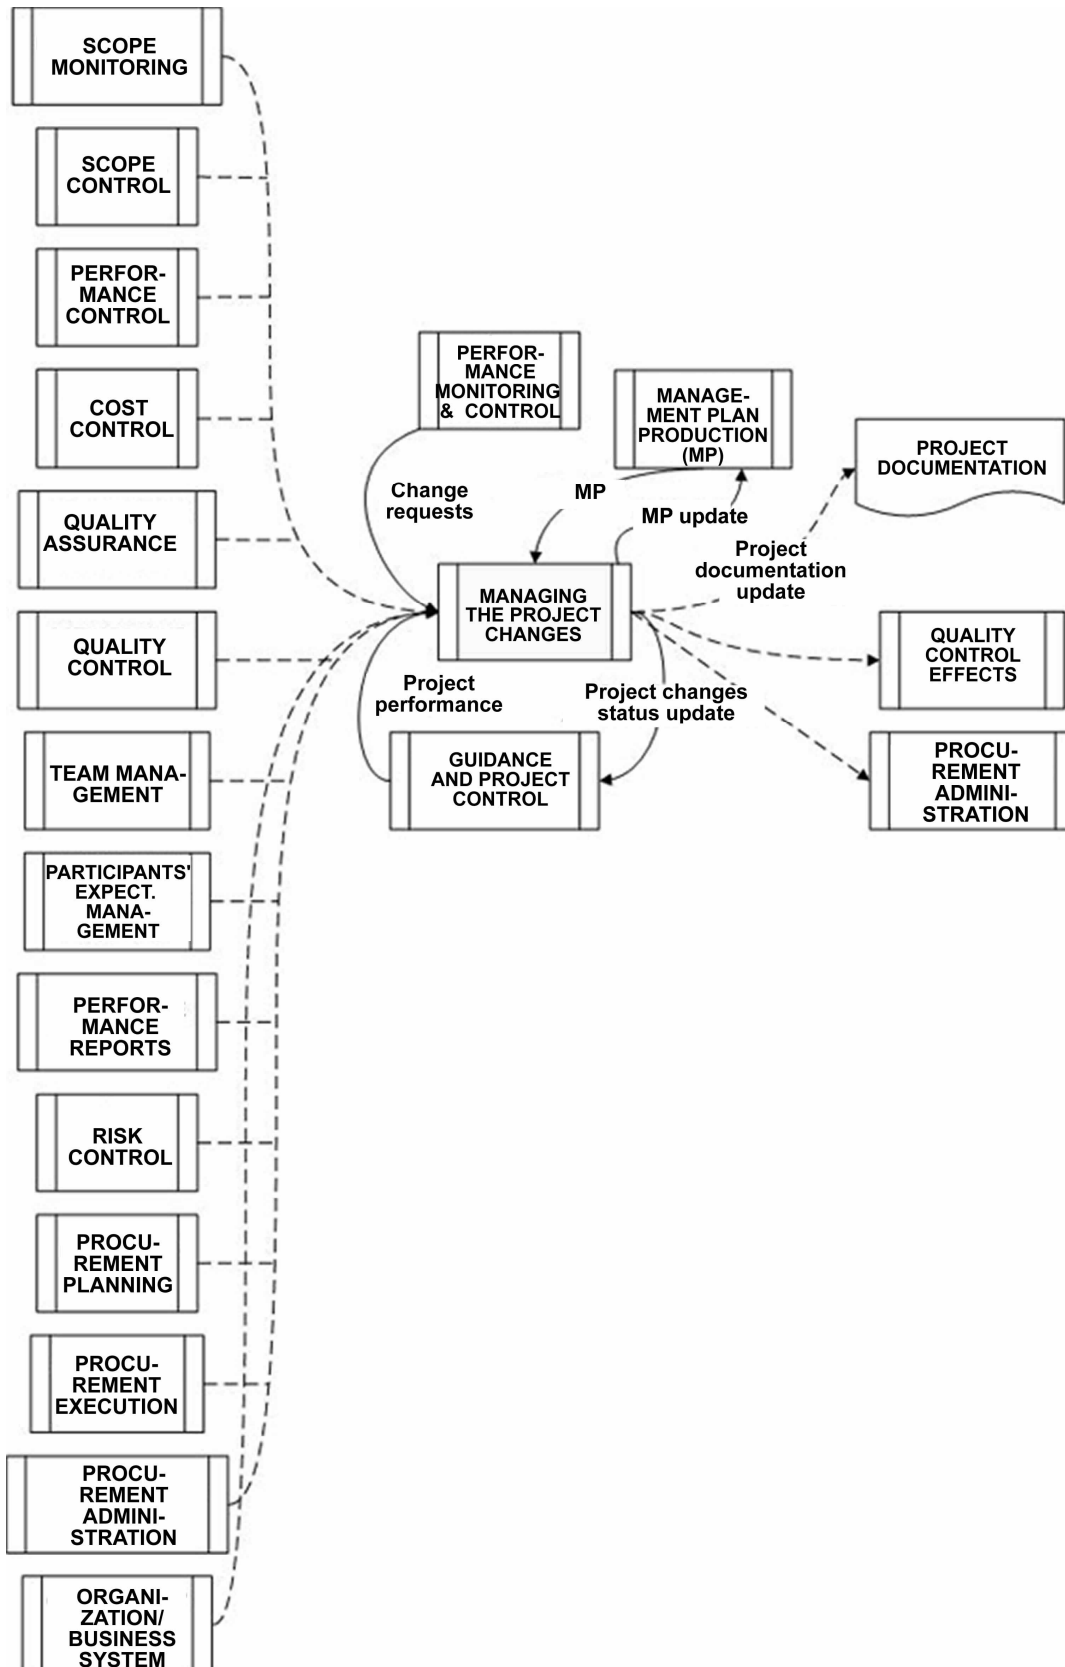 SCOPE
MONITORING
SCOPE
CONTROL
PERFOR-
MANCE
CONTROL
COST
CONTROL
QUALITY
ASSURANCE
QUALITY
CONTROL
TEAM MANA-
GEMENT
PARTICIPANTS'
EXPECT.
MANA-
GEMENT
PERFOR-
MANCE
REPORTS
RISK
CONTROL
PROCU-
REMENT
PLANNING
PROCU-
REMENT
EXECUTION
PROCU-
REMENT
ADMINI-
STRATION
ORGANI-
ZATION/
BUSINESS
SYSTEM
PERFOR-
MANCE
MONITORING
& CONTROL
Change
requests
MANAGE-
MENT PLAN
PRODUCTION
(MP)
MP
MP update
MANAGING
THE PROJECT
CHANGES
Project
performance
GUIDANCE
AND PROJECT
CONTROL
Project changes
status update
Project
documentation
update
PROJECT
DOCUMENTATION
QUALITY
CONTROL
EFFECTS
PROCU-
REMENT
ADMINI-
STRATION